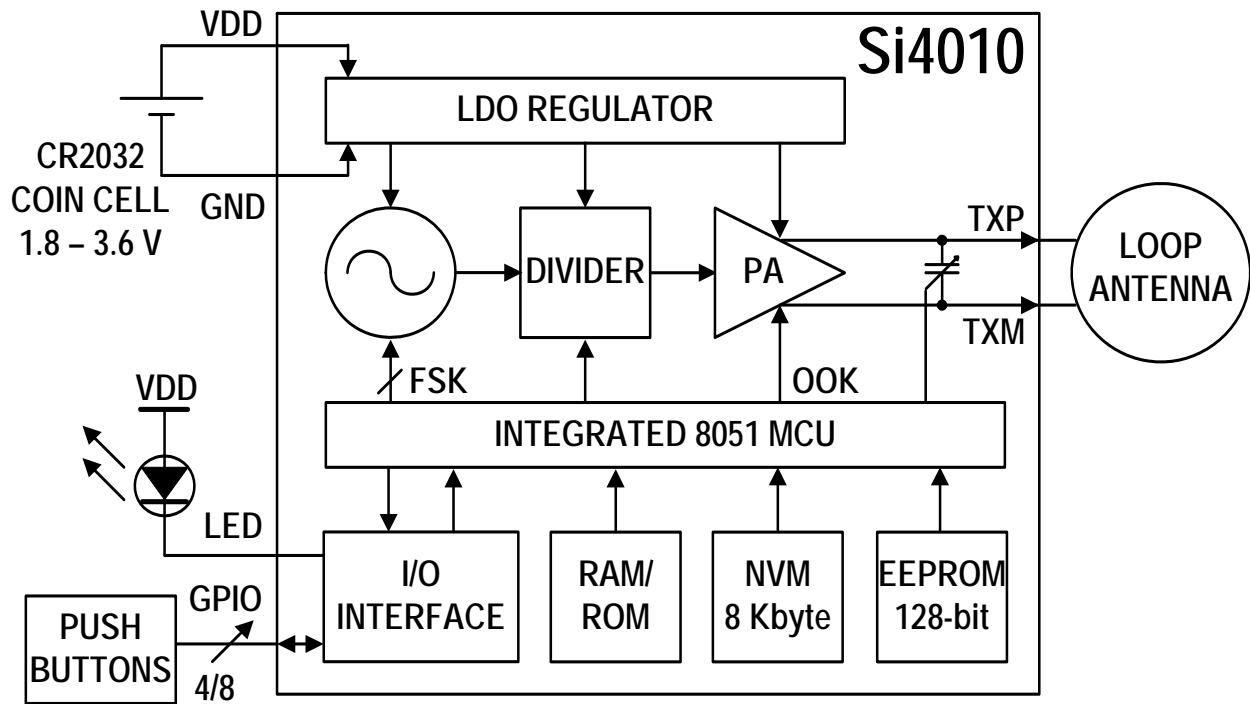 VDD
Si4010
LDO REGULATOR
CR2032
COIN CELL
1.8 – 3.6 V
GND
DIVIDER
PA
TXP
TXM
LOOP
ANTENNA
FSK
OOK
VDD
INTEGRATED 8051 MCU
LED
I/O
INTERFACE
RAM/
ROM
NVM
8 Kbyte
EEPROM
128-bit
GPIO
PUSH
BUTTONS
4/8